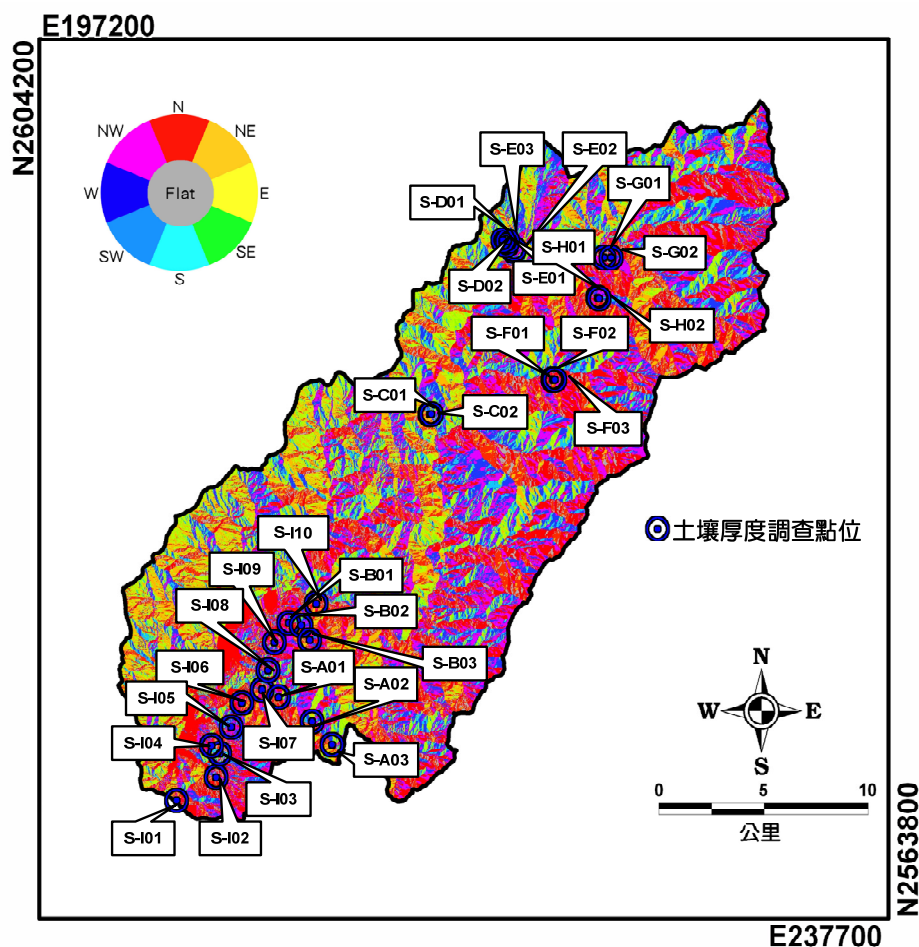 E197200
N2604200
N
NW
NE
W
Flat
E
SW
SE
S
S-E03
S-E02
S-G01
S-D01
S-H01
S-G02
S-D02
S-E01
S-H02
S-F01
S-F02
S-C01
S-C02
S-F03
土壤厚度調查點位
S-I10
S-I09
S-B01
S-I08
S-B02
S-B03
S-I06
S-A01
S-A02
S-I05
S-I04
S-I07
S-A03
S-I03
S-I01
S-I02
N
W
E
S
0 5 10
公里
N2563800
E237700